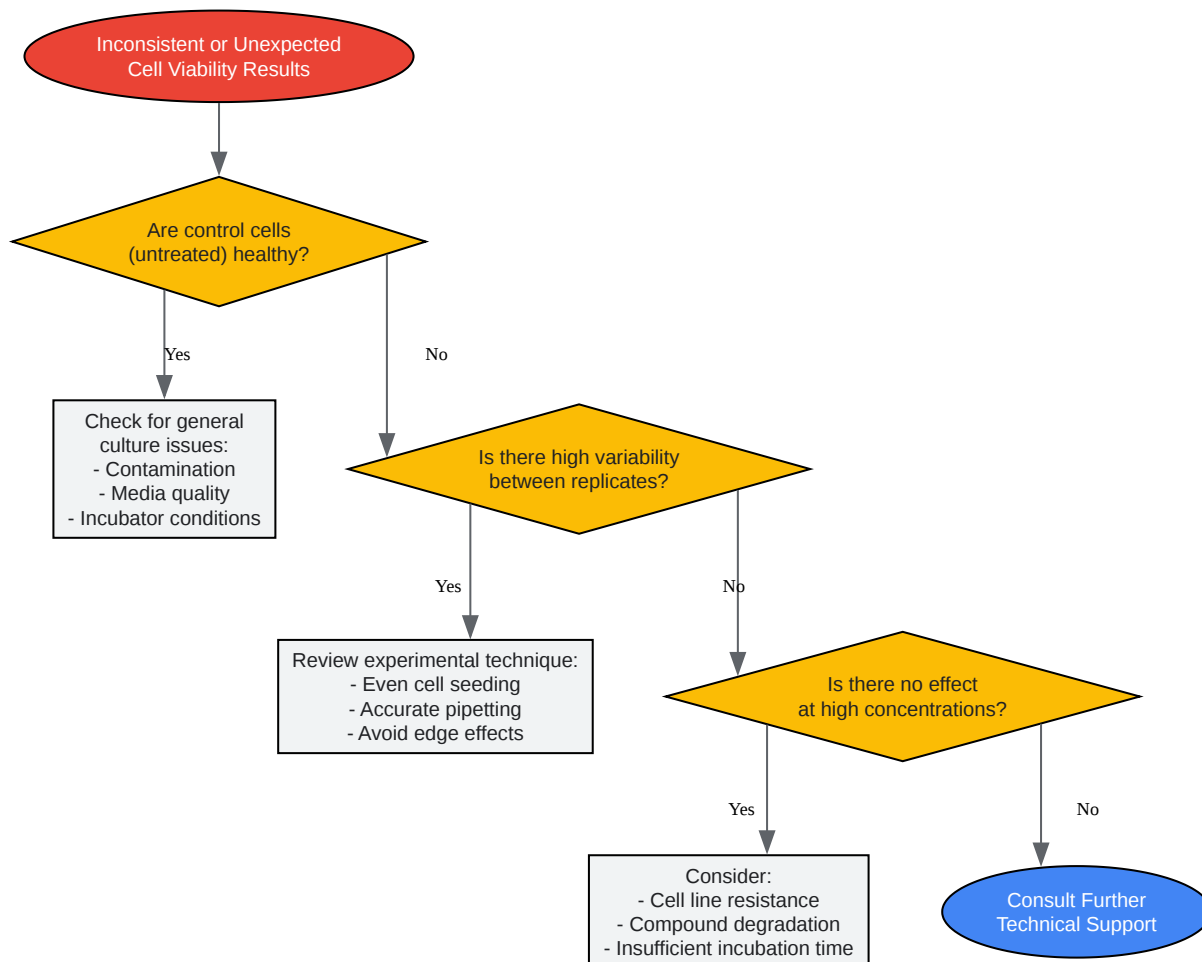 Inconsistent or Unexpected
Cell Viability Results
Are control cells
(untreated) healthy?
Yes
No
Check for general
culture issues:
- Contamination
- Media quality
- Incubator conditions
Is there high variability
between replicates?
Yes
No
Review experimental technique:
- Even cell seeding
- Accurate pipetting
- Avoid edge effects
Is there no effect
at high concentrations?
Yes
No
Consider:
- Cell line resistance
- Compound degradation
- Insufficient incubation time
Consult Further
Technical Support